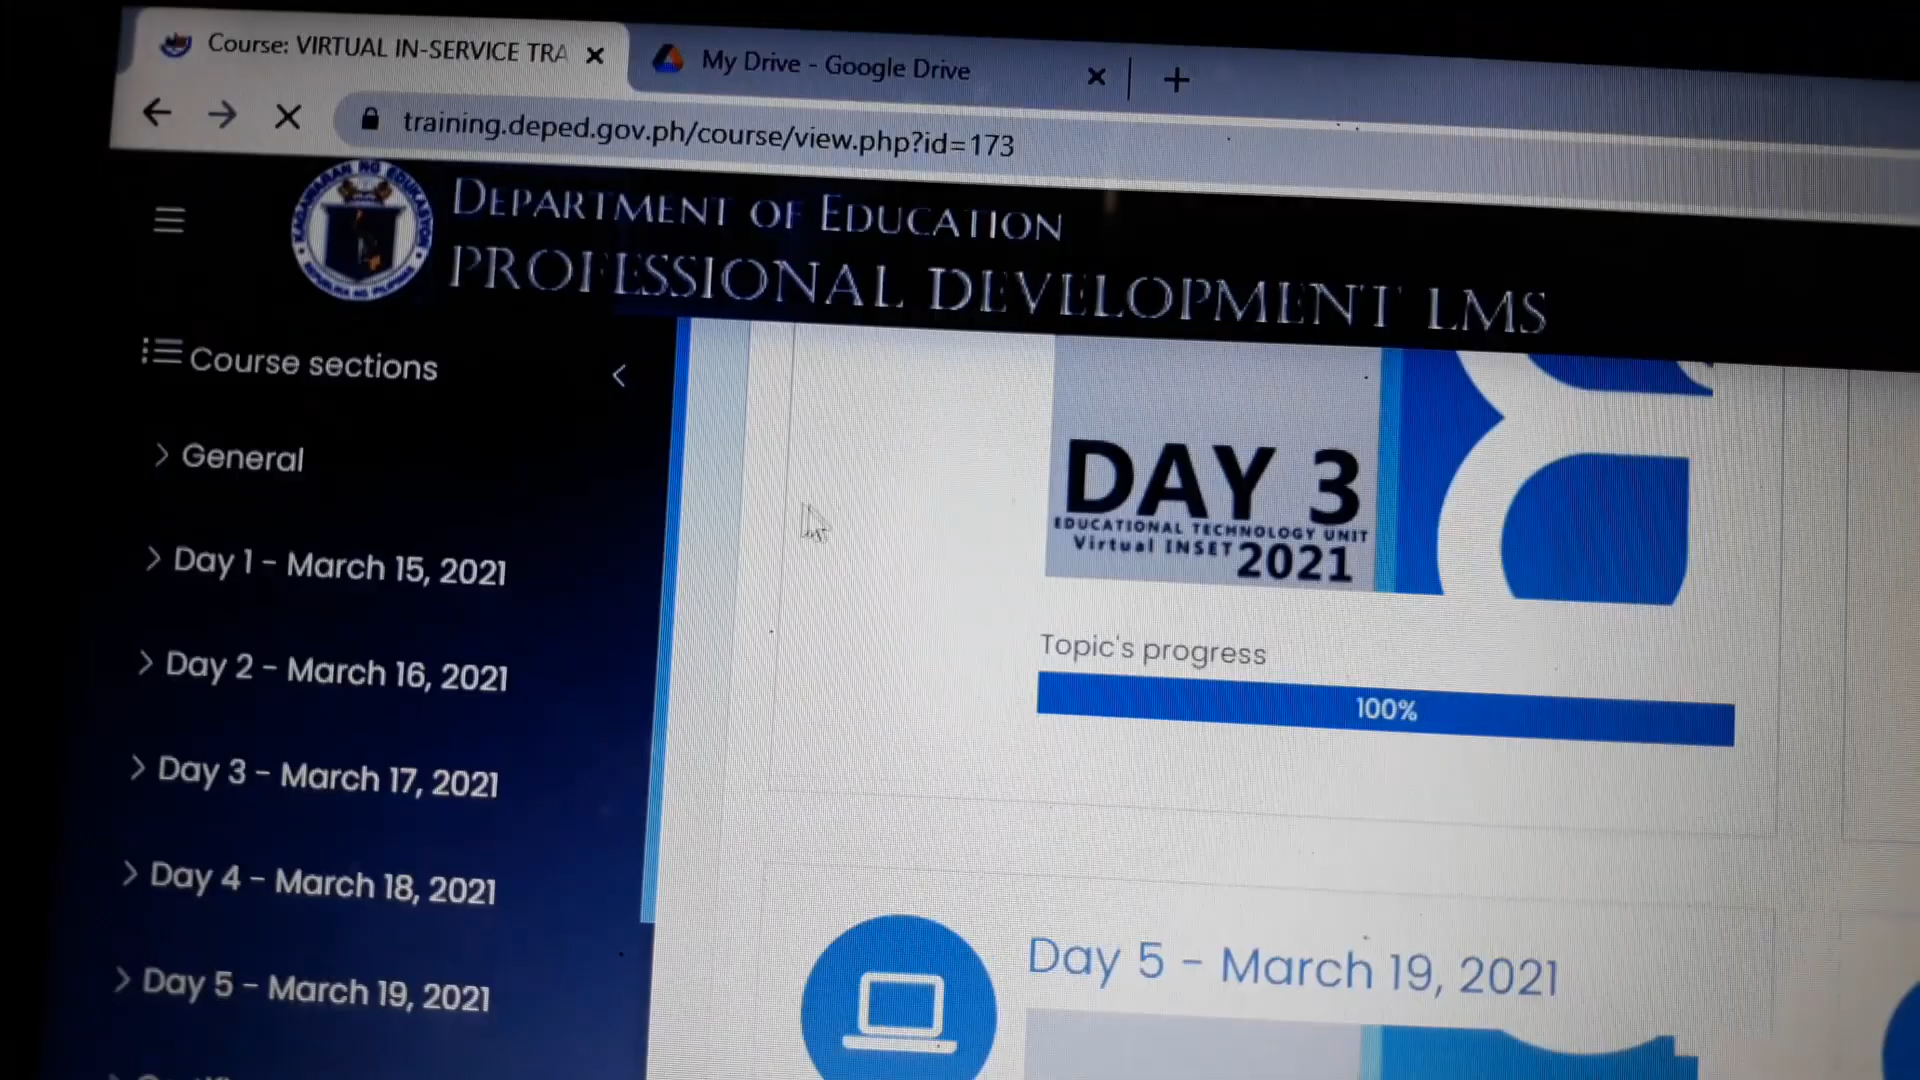 Course: VIRTUAL IN-SERVICE TRA
My Drive - Google Drive
training.deped.gov.ph/course/view.php?id=173
DEPARTMENT OF EDUCATION
PROFESSIONAL DEVELOPMENT LMS
Course sections
General
Day 1 - March 15, 2021
Day 2 - March 16, 2021
Day 3 - March 17, 2021
Day 4 - March 18, 2021
Day 5 - March 19, 2021
DAY 3
EDUCATIONAL TECHNOLOGY UNIT
Virtual INSET 2021
Topic's progress
100%
Day 5 - March 19, 2021